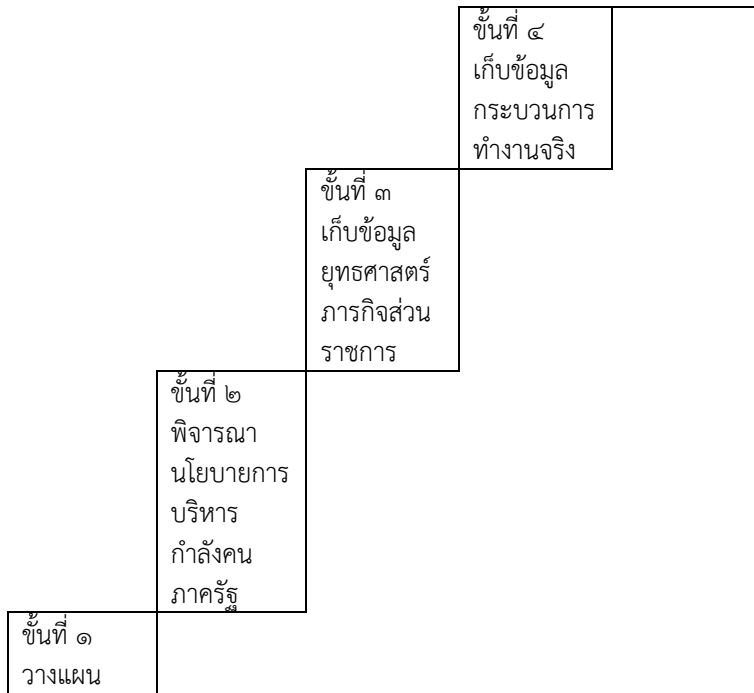 ขั้นที่ ๔
เก็บข้อมูล
กระบวนการ
ทำงานจริง
ขั้นที่ ๓
เก็บข้อมูล
ยุทธศาสตร์
ภารกิจส่วน
ราชการ
ขั้นที่ ๒
พิจารณา
นโยบายการ
บริหาร
กำลังคน
ภาครัฐ
ขั้นที่ ๑
วางแผน